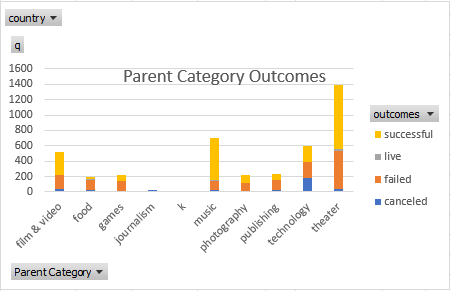 country
q
Parent Category Outcomes
1600
1400
1200
1000
800
600
400
200
0
film & video
food
games
journalism
k
music
photography
publishing
technology
theater
outcomes
successful
live
failed
canceled
Parent Category